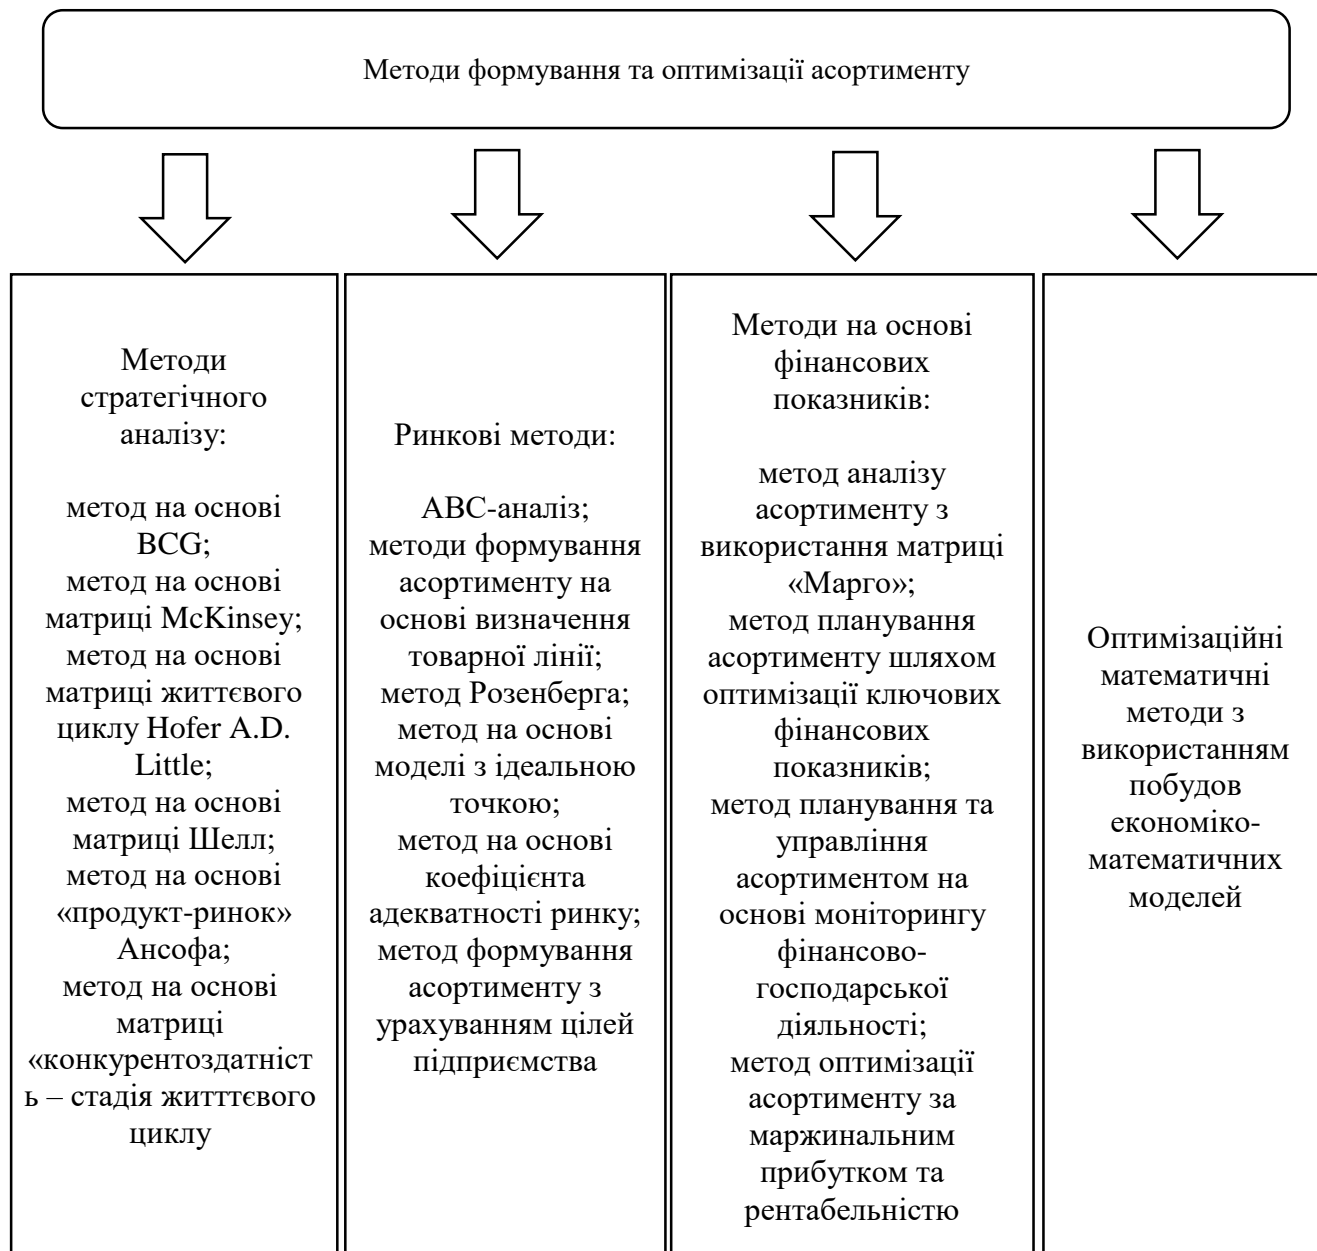 Методи формування та оптимізації асортименту
Методи
стратегічного
аналізу:
метод на основі
BCG;
метод на основі
матриці McKinsey;
метод на основі
матриці життєвого
циклу Hofer A.D.
Little;
метод на основі
матриці Шелл;
метод на основі
«продукт-ринок»
Ансофа;
метод на основі
матриці
«конкурентоздатніст
ь – стадія житттєвого
циклу
Ринкові методи:
АВС-аналіз;
методи формування
асортименту на
основі визначення
товарної лінії;
метод Розенберга;
метод на основі
моделі з ідеальною
точкою;
метод на основі
коефіцієнта
адекватності ринку;
метод формування
асортименту з
урахуванням цілей
підприємства
Методи на основі
фінансових
показників:
метод аналізу
асортименту з
використання матриці
«Марго»;
метод планування
асортименту шляхом
оптимізації ключових
фінансових
показників;
метод планування та
управління
асортиментом на
основі моніторингу
фінансово-
господарської
діяльності;
метод оптимізації
асортименту за
маржинальним
прибутком та
рентабельністю
Оптимізаційні
математичні
методи з
використанням
побудов
економіко-
математичних
моделей